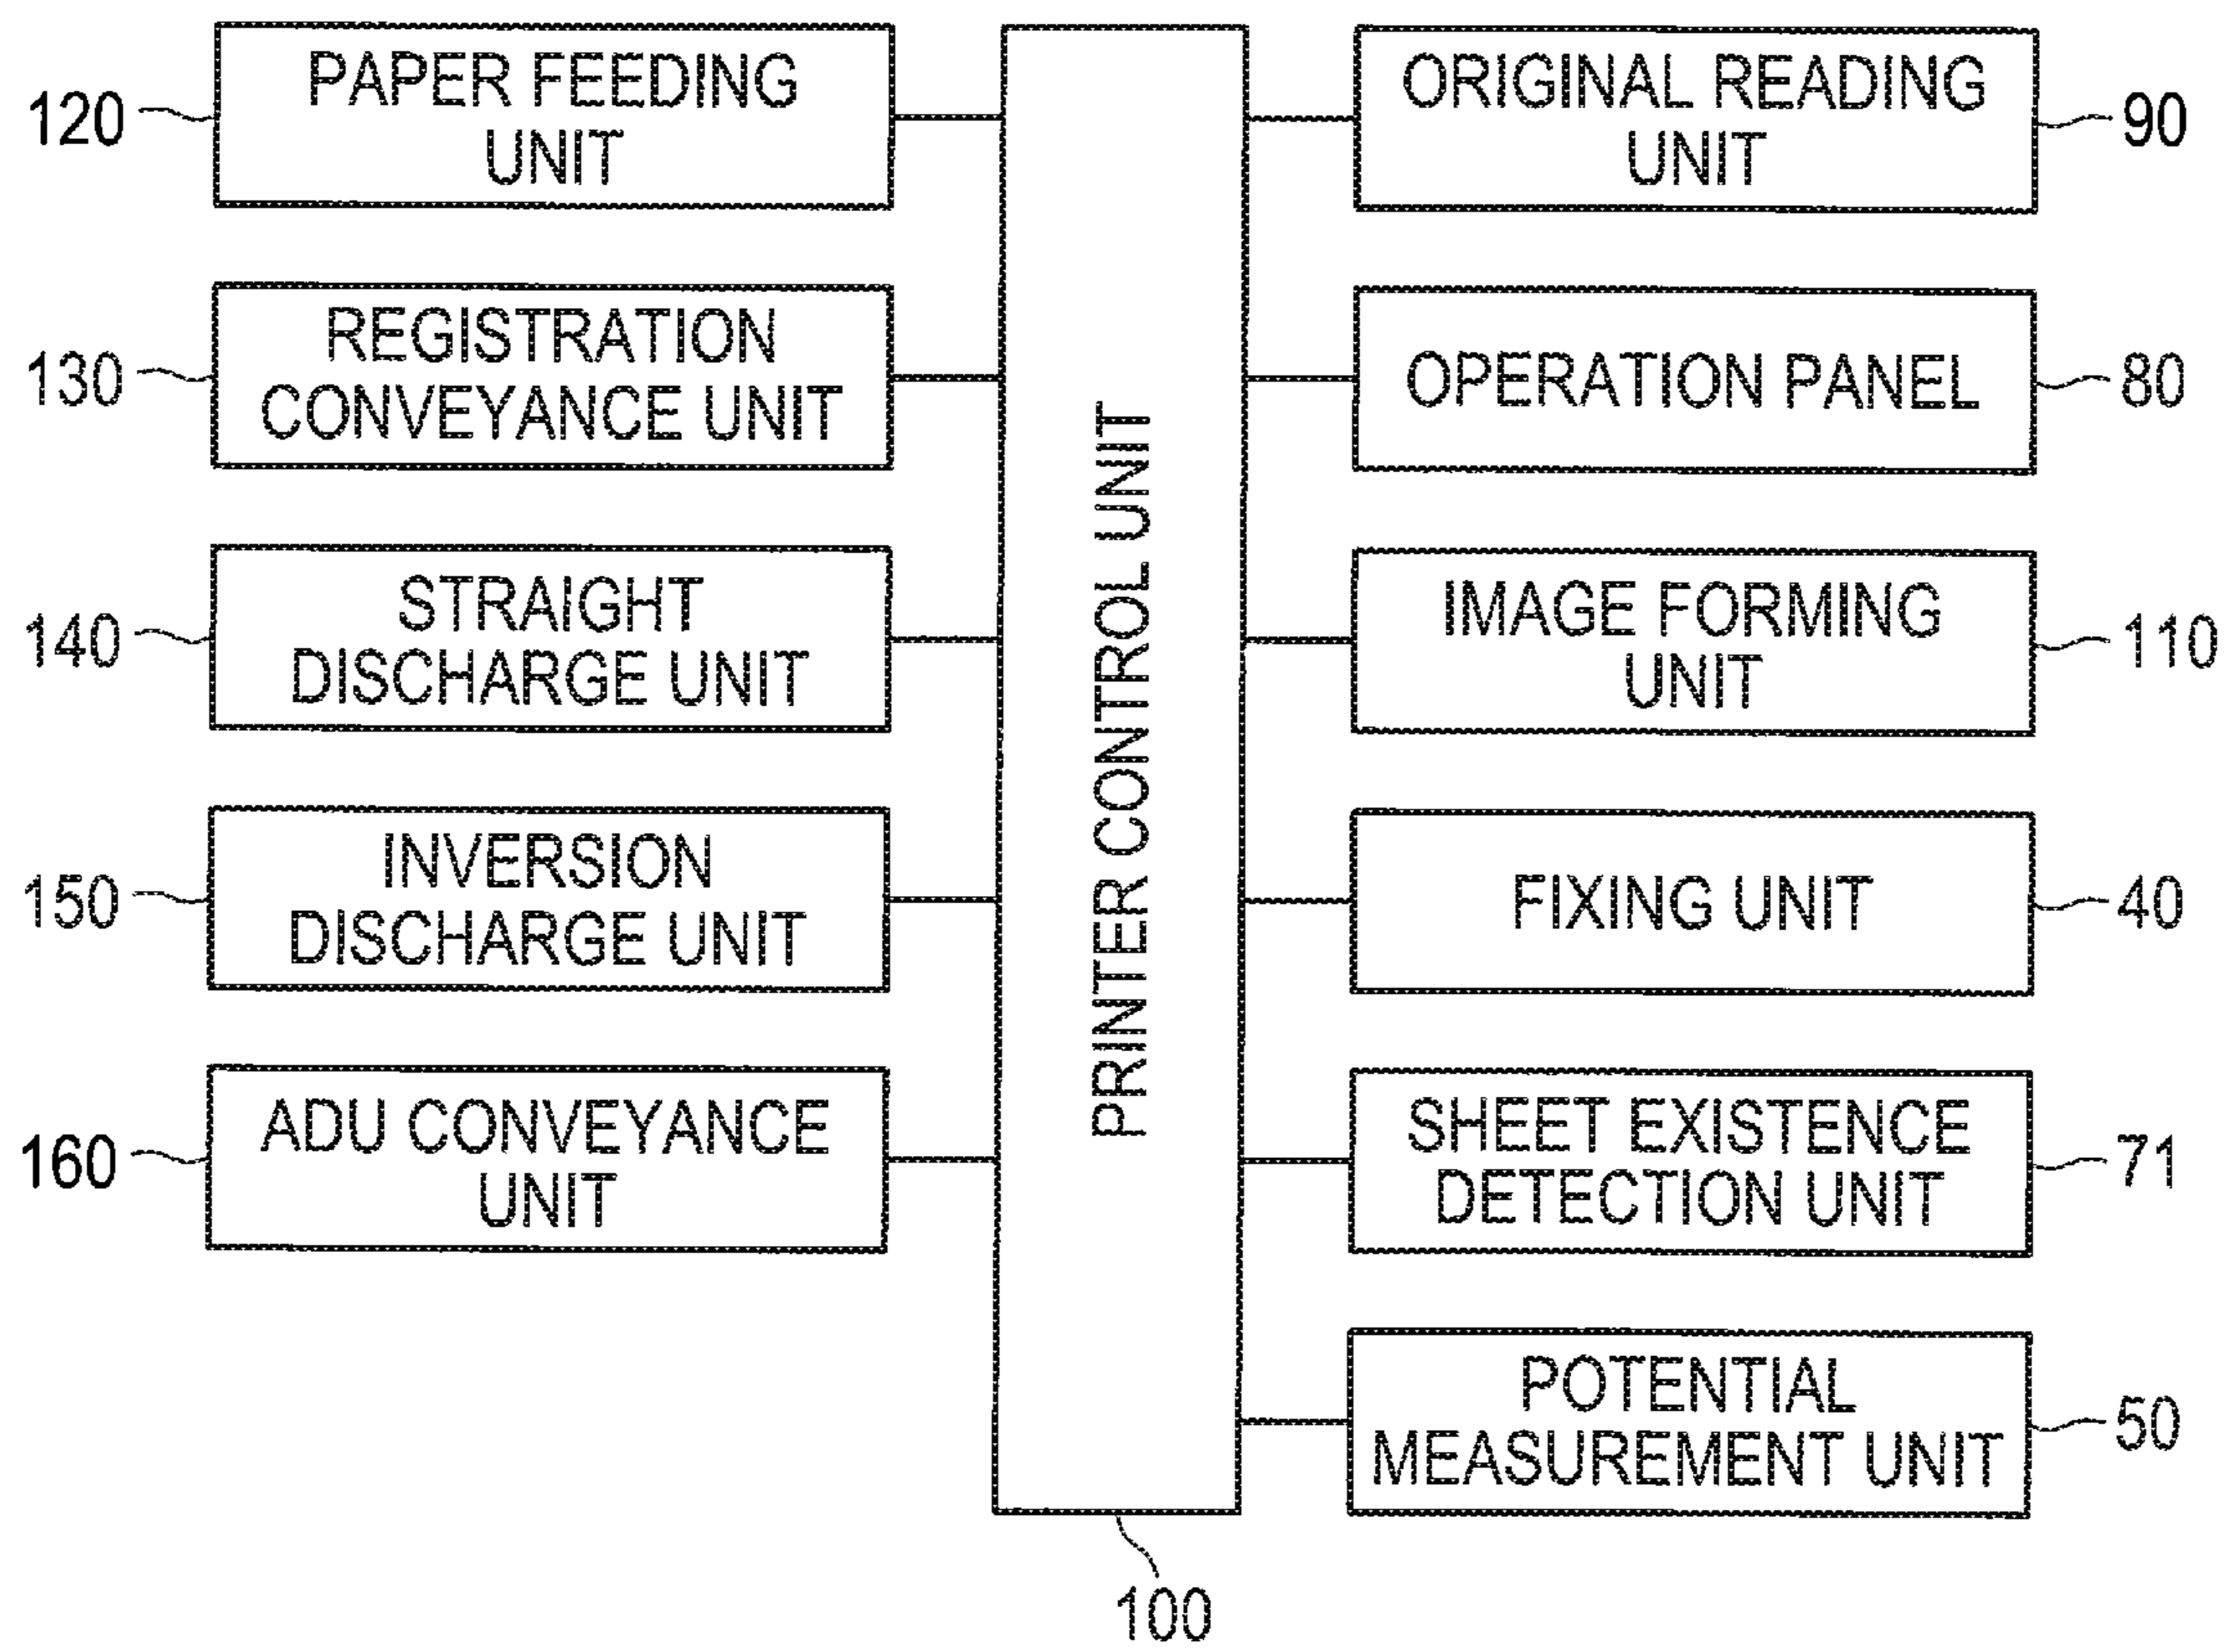 120
PAPER FEEDING
UNIT
130
REGISTRATION
CONVEYANCE UNIT
140
STRAIGHT
DISCHARGE UNIT
150
INVERSION
DISCHARGE UNIT
160
ADU CONVEYANCE
UNIT
PRINTER CONTROL UNIT
100
ORIGINAL READING
UNIT
90
OPERATION PANEL
80
IMAGE FORMING
UNIT
110
FIXING UNIT
40
SHEET EXISTENCE
DETECTION UNIT
71
POTENTIAL
MEASUREMENT UNIT
50